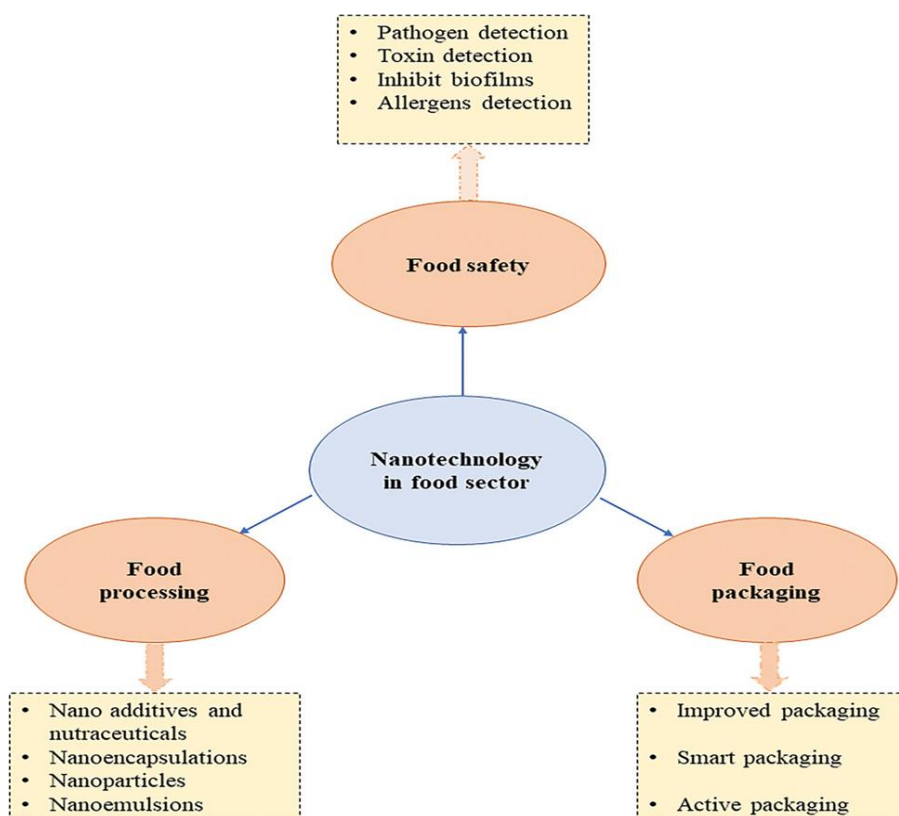 • Pathogen detection
• Toxin detection
• Inhibit biofilms
• Allergens detection
Food safety
Nanotechnology
in food sector
Food
processing
Food
packaging
• Nano additives and
nutraceuticals
• Nanoencapsulations
• Nanoparticles
• Nanoemulsions
• Improved packaging
• Smart packaging
• Active packaging